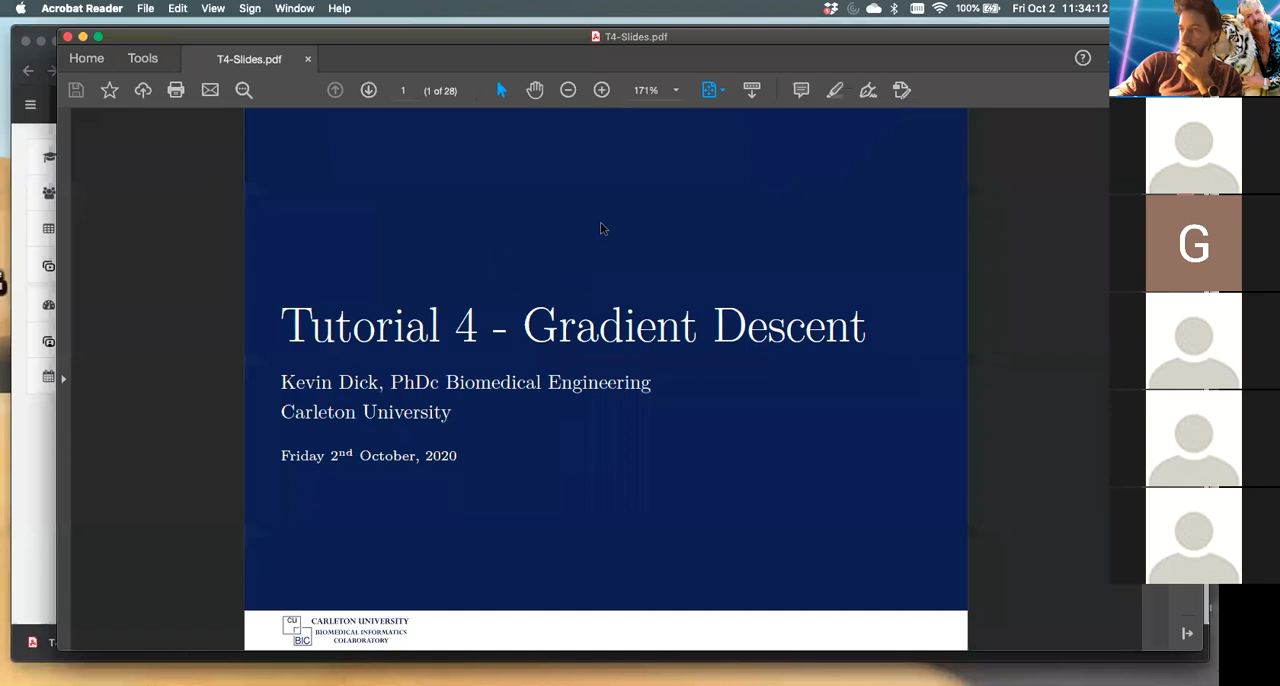 Acrobat Reader File Edit View Sign Window Help 100% Fri Oct 2 11:34:12
T4-Slides.pdf
Home Tools T4-Slides.pdf ×
1 (1 of 28) 171%
G
Tutorial 4 - Gradient Descent
Kevin Dick, PhDc Biomedical Engineering
Carleton University
Friday 2nd October, 2020
CU BIC
CARLETON UNIVERSITY
BIOMEDICAL INFORMATICS
COLABORATORY